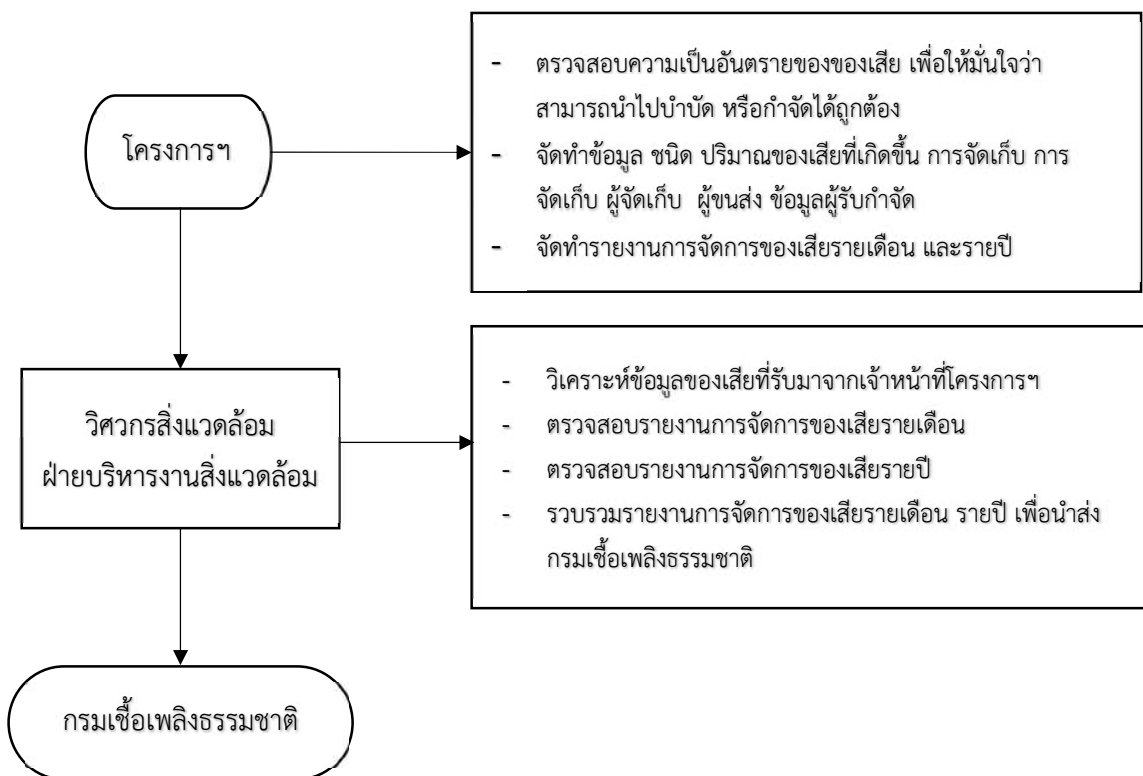 โครงการฯ
- ตรวจสอบความเป็นอันตรายของของเสีย เพื่อให้มั่นใจว่า
สามารถนำไปบำบัด หรือกำจัดได้ถูกต้อง
- จัดทำข้อมูล ชนิด ปริมาณของเสียที่เกิดขึ้น การจัดเก็บ การ
จัดเก็บ ผู้จัดเก็บ ผู้ขนส่ง ข้อมูลผู้รับกำจัด
- จัดทำรายงานการจัดการของเสียรายเดือน และรายปี
วิศวกรสิ่งแวดล้อม
ฝ่ายบริหารงานสิ่งแวดล้อม
- วิเคราะห์ข้อมูลของเสียที่รับมาจากเจ้าหน้าที่โครงการฯ
- ตรวจสอบรายงานการจัดการของเสียรายเดือน
- ตรวจสอบรายงานการจัดการของเสียรายปี
- รวบรวมรายงานการจัดการของเสียรายเดือน รายปี เพื่อนำส่ง
กรมเชื้อเพลิงธรรมชาติ
กรมเชื้อเพลิงธรรมชาติ